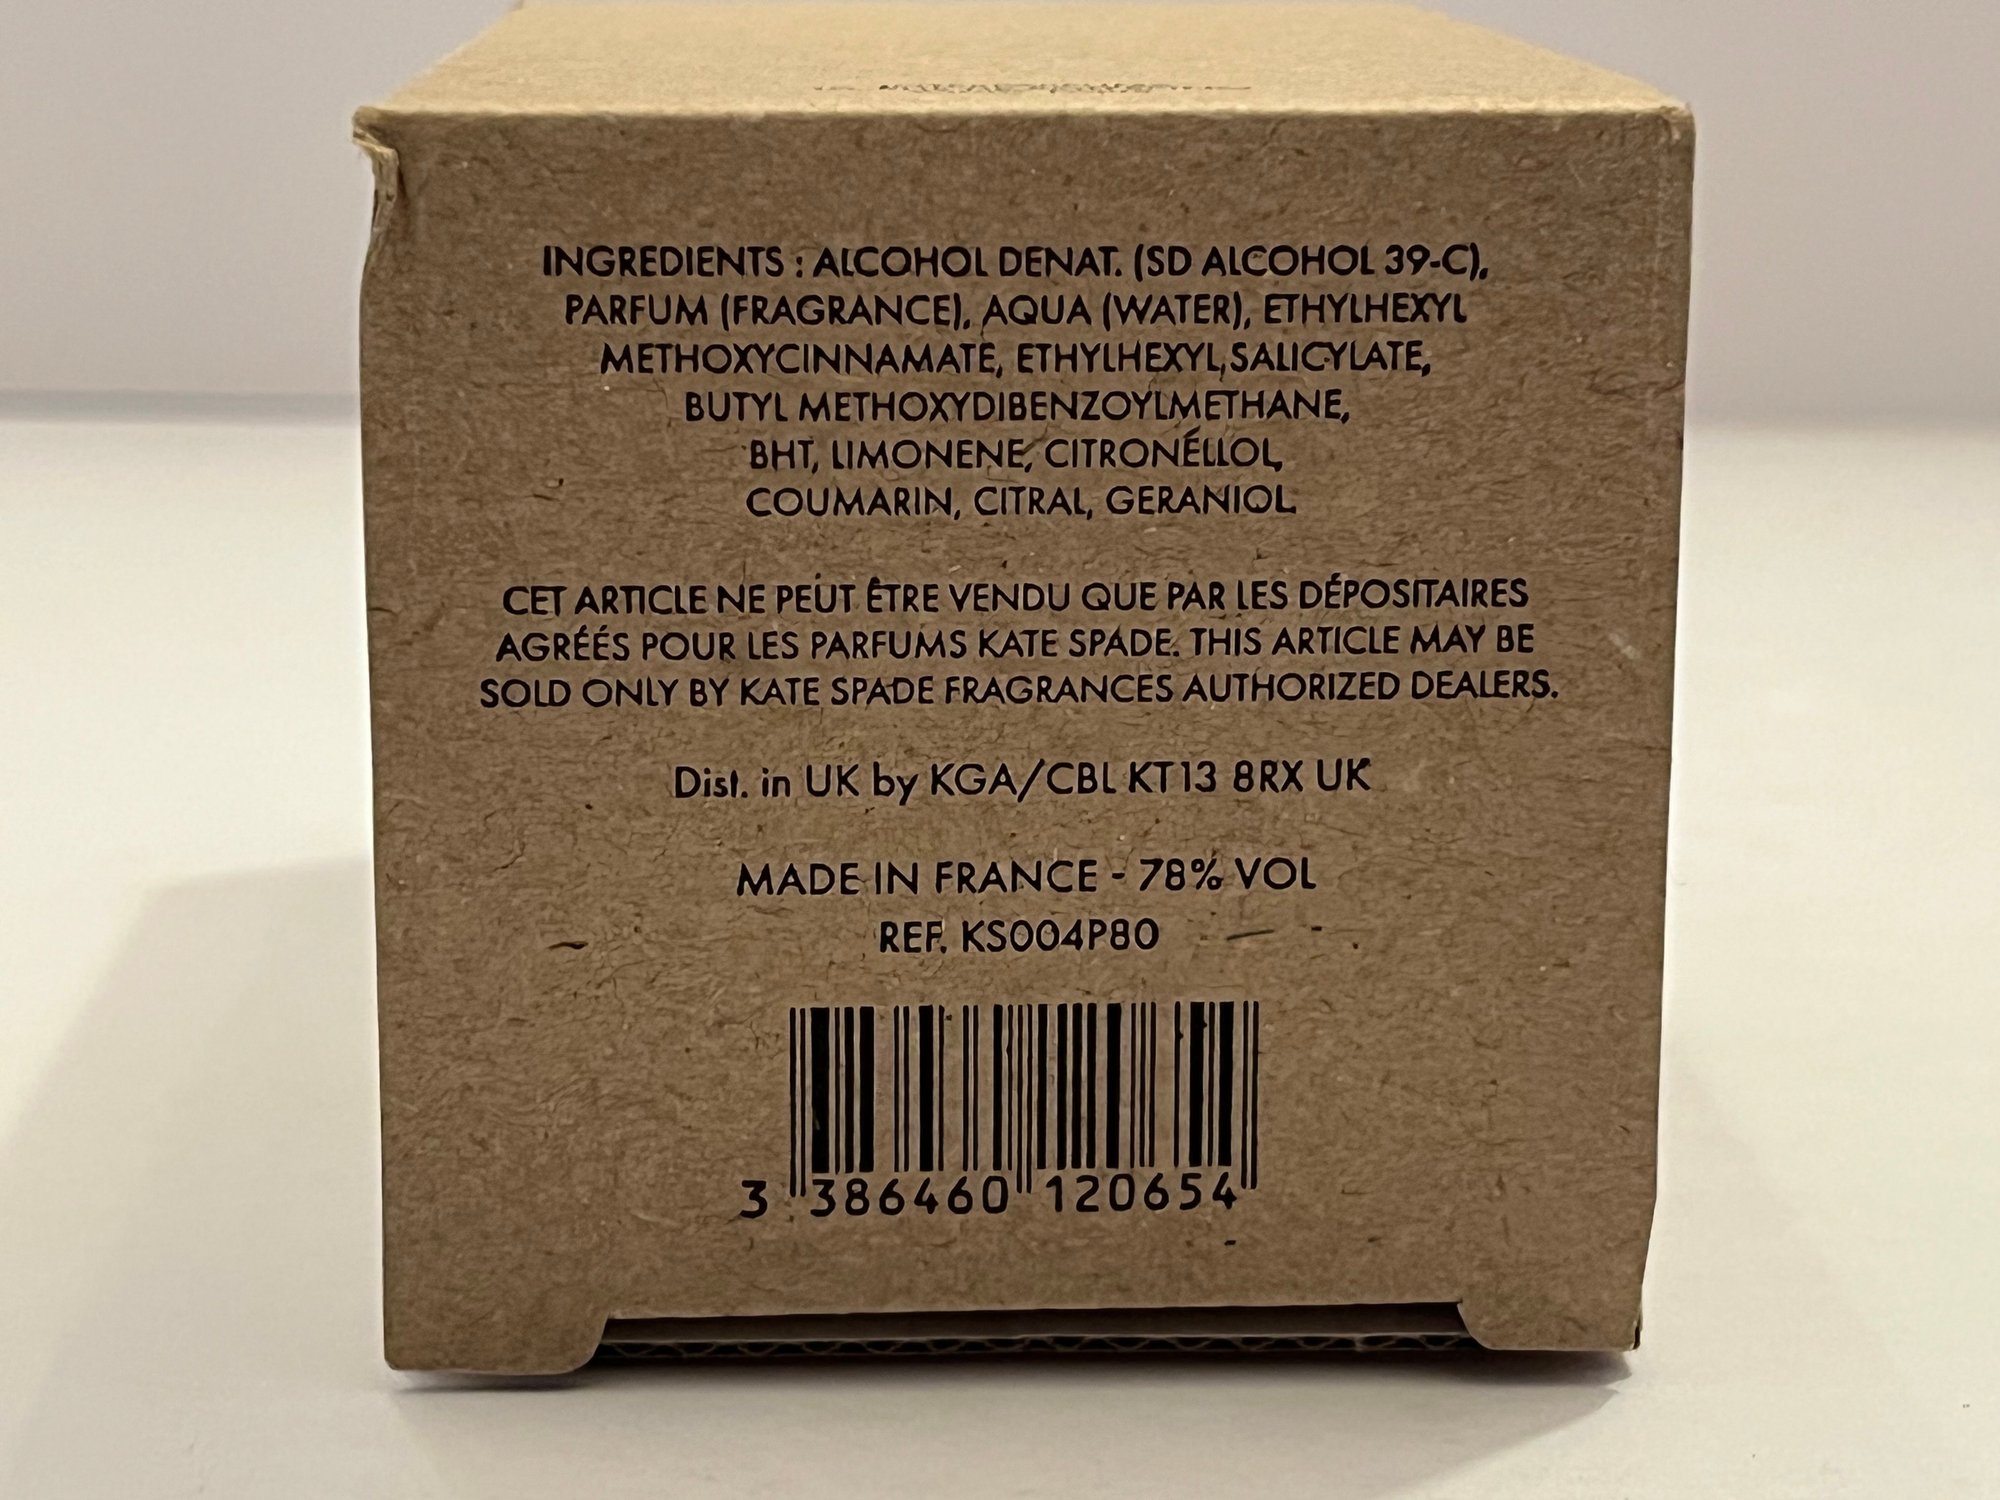 INGREDIENTS : ALCOHOL DENAT. (SD ALCOHOL 39-C),
PARFUM (FRAGRANCE), AQUA (WATER), ETHYLHEXYL
METHOXYCINNAMATE, ETHYLHEXYL SALICYLATE,
BUTYL METHOXYDIBENZOYLMETHANE,
BHT, LIMONENE, CITRONELLOL,
COUMARIN, CITRAL, GERANIOL.
CET ARTICLE NE PEUT ÊTRE VENDU QUE PAR LES DÉPOSITAIRES
AGRÉÉS POUR LES PARFUMS KATE SPADE. THIS ARTICLE MAY BE
SOLD ONLY BY KATE SPADE FRAGRANCES AUTHORIZED DEALERS.
Dist. in UK by KGA/CBL KT13 8RX UK
MADE IN FRANCE - 78% VOL
REF. KS004P80
3 386460 120654